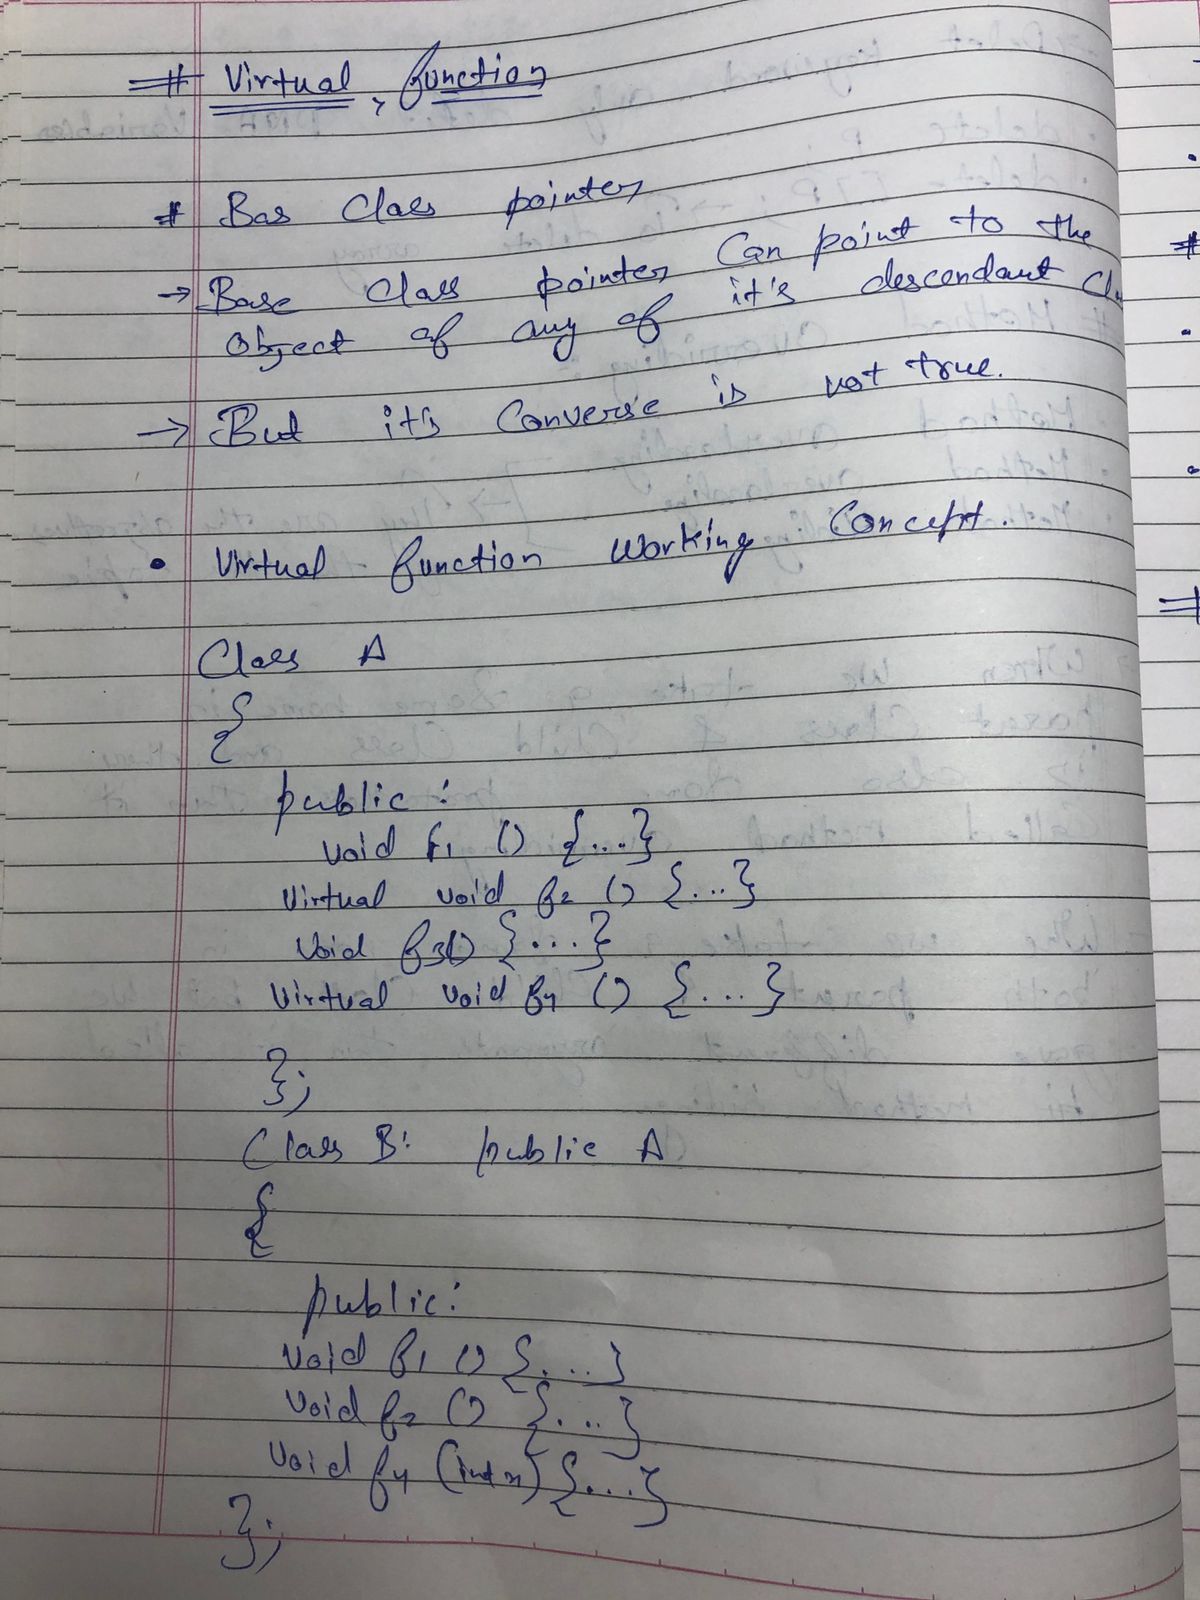 # Virtual, function
# Bas Class pointer
→ Base Class pointer Can point to the
Object of any of it's descendant
→ But it's Converse is not true.
• Virtual function working Concept.
Class A
{
public :
void f1 () {...}
Virtual void f2 () {...}
Void f3() {...}
Virtual void f4 () {...}
};
Class B: public A
{
public:
Void f1 () {...}
Void f2 () {...}
Void f4 (int x) {...}
};